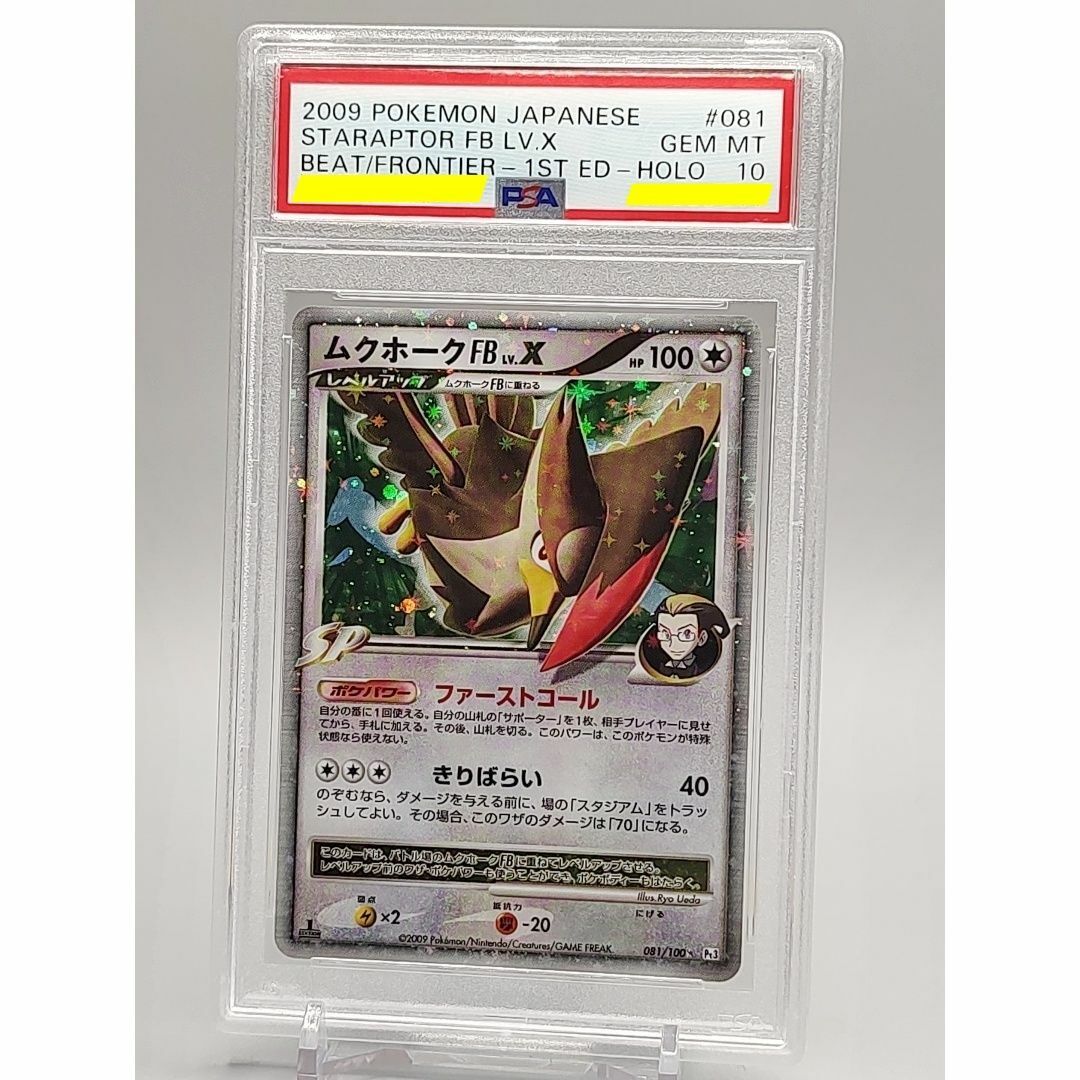 2009 POKEMON JAPANESE #081
STARAPTOR FB LV.X GEM MT
BEAT/FRONTIER-1ST ED-HOLO 10
PSA
ムクホークFB LV.X HP 100
レベルアップ ムクホークFBに重ねる
SP
ポケパワー ファーストコール
自分の番に1回使える。自分の山札の「サポーター」を1枚、相手プレイヤーに見せ
てから、手札に加える。その後、山札を切る。このパワーは、このポケモンが特殊
状態なら使えない。
きりばらい 40
のぞむなら、ダメージを与える前に、場の「スタジアム」をトラッ
シュしてよい。その場合、このワザのダメージは「70」になる。
このカードは、バトル場のムクホークFBに重ねてレベルアップさせる。
レベルアップ前のワザ・ポケパワーも使うことができ、ポケボディーもはたらく。
Illus. Ryo Ueda
弱点 ×2 抵抗力 -20 にげる
1 EDITION
©2009 Pokémon/Nintendo/Creatures/GAME FREAK.
081/100 Pt3